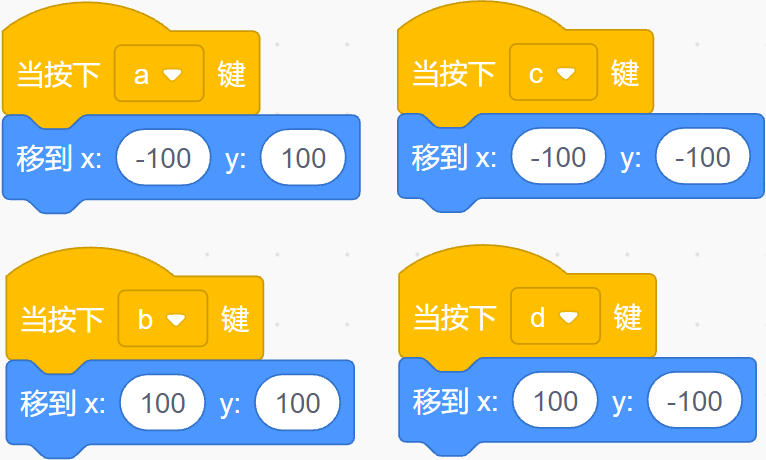 当按下 a 键
移到 x: -100 y: 100
当按下 c 键
移到 x: -100 y: -100
当按下 b 键
移到 x: 100 y: 100
当按下 d 键
移到 x: 100 y: -100